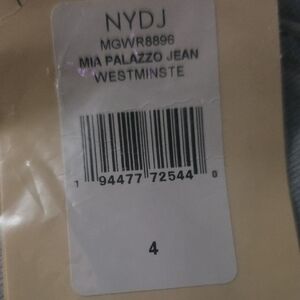 NYDJ
MGWR8896
MIA PALAZZO JEAN
WESTMINSTE
1 94477 72544 0
4